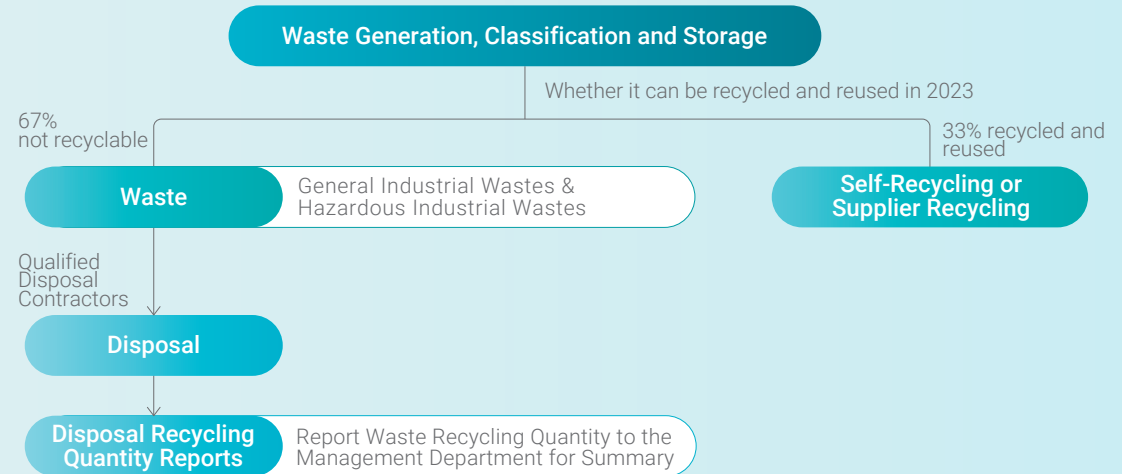 Waste Generation, Classification and Storage
Whether it can be recycled and reused in 2023
67%
not recyclable
33% recycled and
reused
Waste
General Industrial Wastes &
Hazardous Industrial Wastes
Self-Recycling or
Supplier Recycling
Qualified
Disposal
Contractors
Disposal
Disposal Recycling
Quantity Reports
Report Waste Recycling Quantity to the
Management Department for Summary